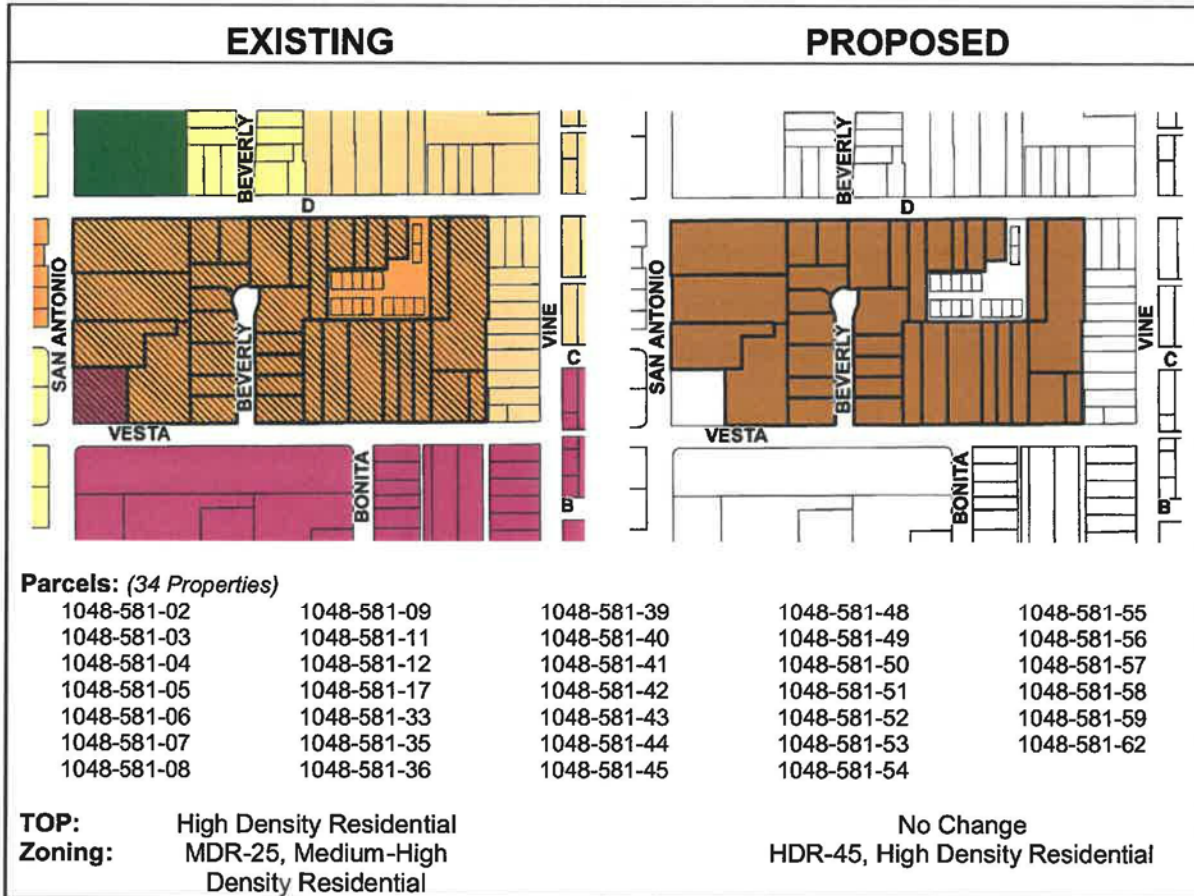 EXISTING
PROPOSED
BEVERLY
D
SAN ANTONIO
BEVERLY
VINE
C
VESTA
BONITA
B
BEVERLY
D
SAN ANTONIO
BEVERLY
VINE
C
VESTA
BONITA
B
Parcels: (34 Properties)
1048-581-02 1048-581-09 1048-581-39 1048-581-48 1048-581-55
1048-581-03 1048-581-11 1048-581-40 1048-581-49 1048-581-56
1048-581-04 1048-581-12 1048-581-41 1048-581-50 1048-581-57
1048-581-05 1048-581-17 1048-581-42 1048-581-51 1048-581-58
1048-581-06 1048-581-33 1048-581-43 1048-581-52 1048-581-59
1048-581-07 1048-581-35 1048-581-44 1048-581-53 1048-581-62
1048-581-08 1048-581-36 1048-581-45 1048-581-54
TOP: High Density Residential No Change
Zoning: MDR-25, Medium-High HDR-45, High Density Residential
Density Residential